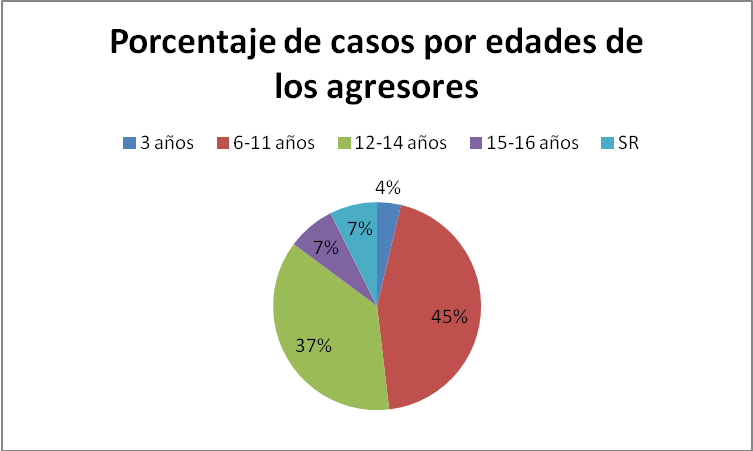 Porcentaje de casos por edades de
los agresores
3 años 6-11 años 12-14 años 15-16 años SR
4%
7%
7%
45%
37%